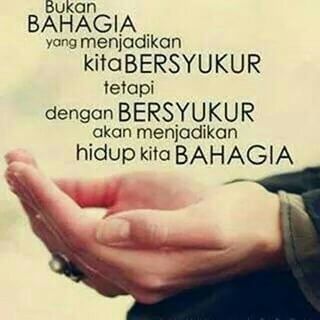 Bukan
BAHAGIA
yang menjadikan
kita BERSYUKUR
tetapi
dengan BERSYUKUR
akan menjadikan
hidup kita BAHAGIA